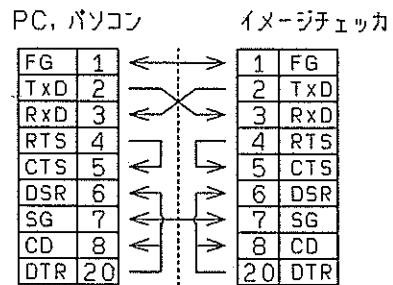 PC, パソコン イメージチェッカ
FG 1 1 FG
TxD 2 2 TxD
RxD 3 3 RxD
RTS 4 4 RTS
CTS 5 5 CTS
DSR 6 6 DSR
SG 7 7 SG
CD 8 8 CD
DTR 20 20 DTR